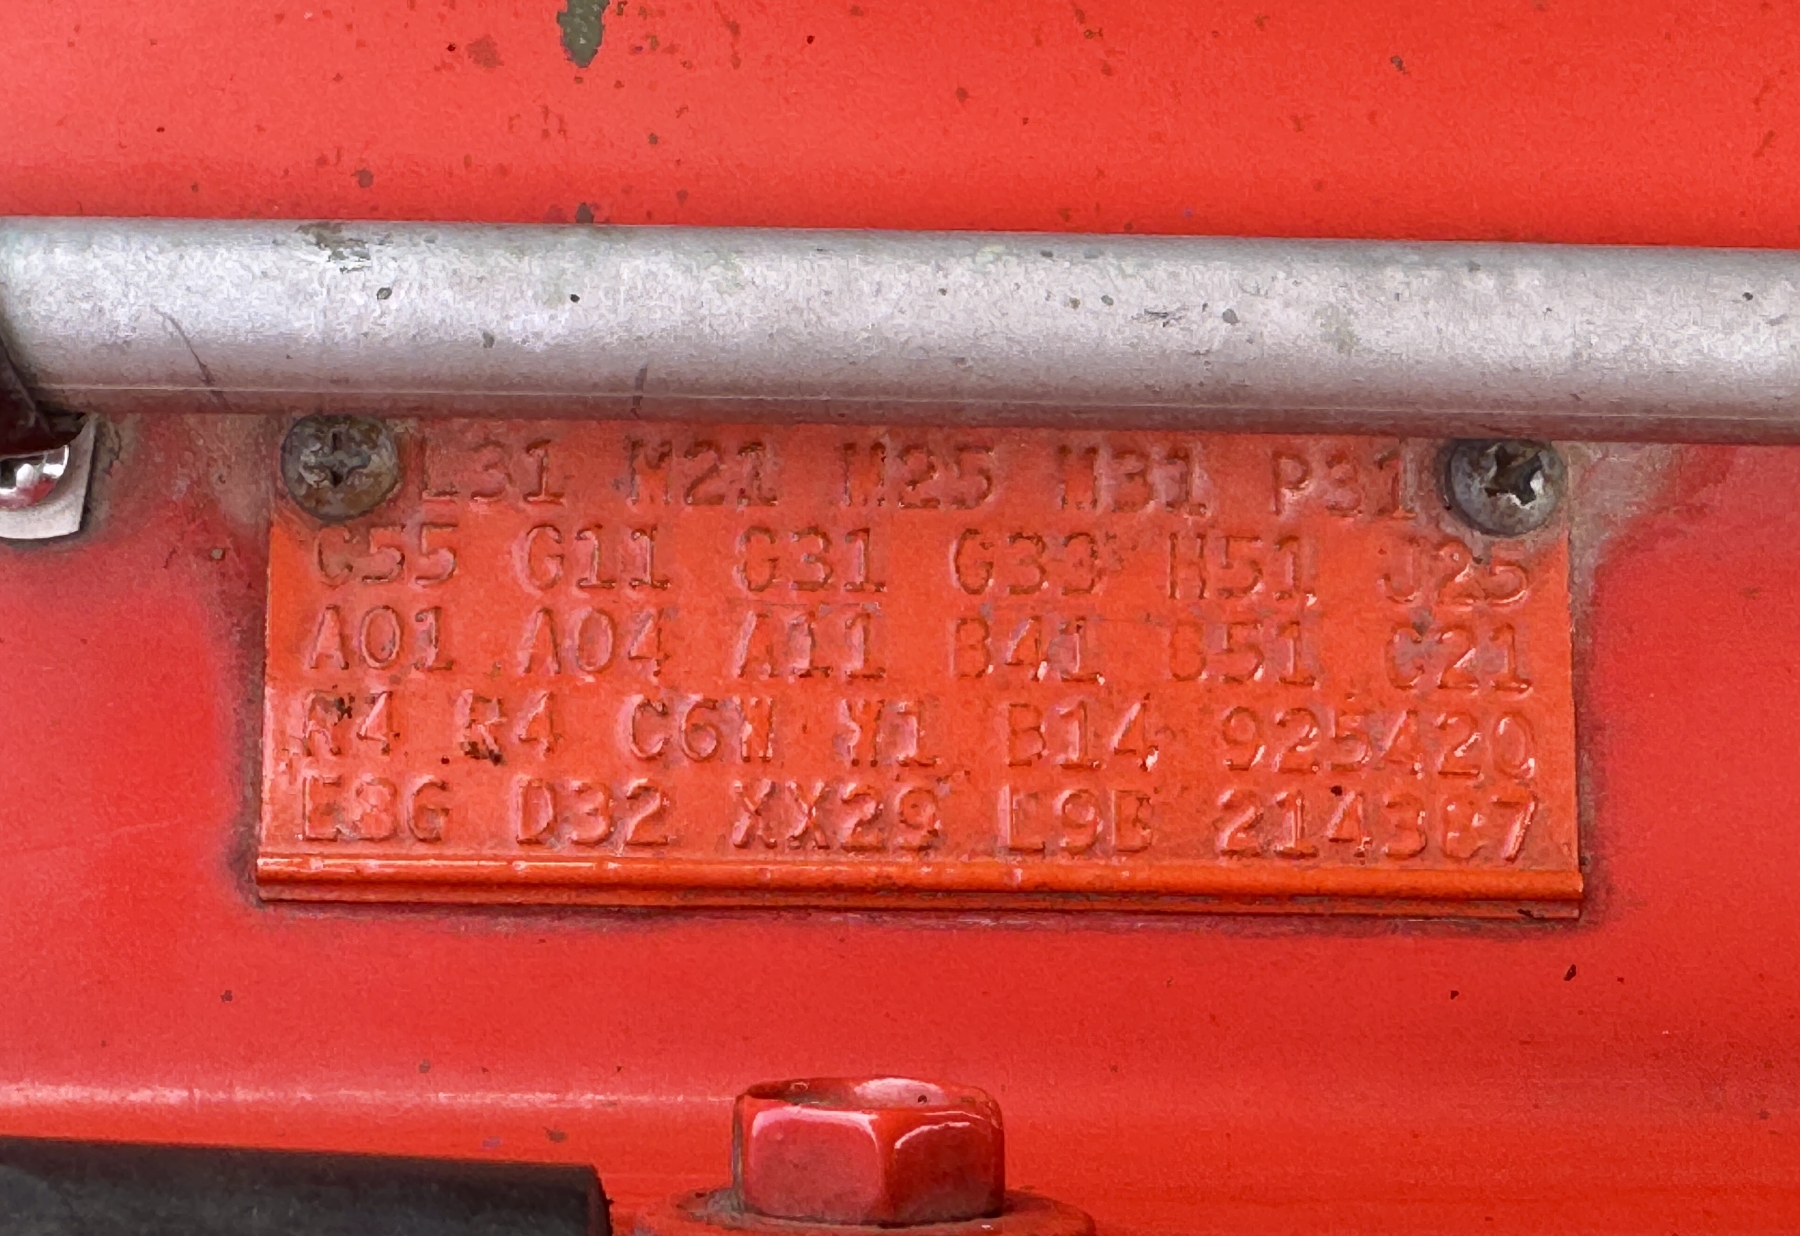 L31 M21 M25 M31 P31
C55 G11 G31 G33 H51 J25
A01 A04 A11 B41 B51 C21
R4 R4 C6W W1 B14 925420
E86 D32 XX29 L9B 214387